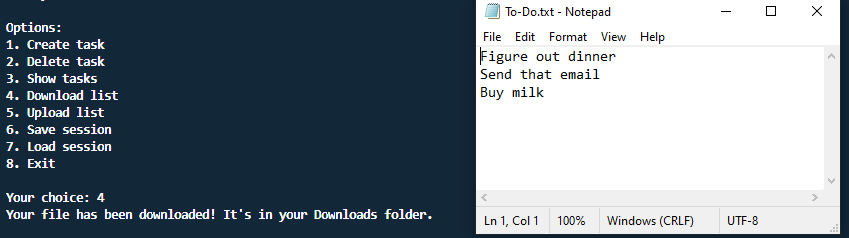 Options:
1. Create task
2. Delete task
3. Show tasks
4. Download list
5. Upload list
6. Save session
7. Load session
8. Exit
Your choice: 4
Your file has been downloaded! It's in your Downloads folder.
To-Do.txt - Notepad
File Edit Format View Help
Figure out dinner
Send that email
Buy milk
Ln 1, Col 1 100% Windows (CRLF) UTF-8